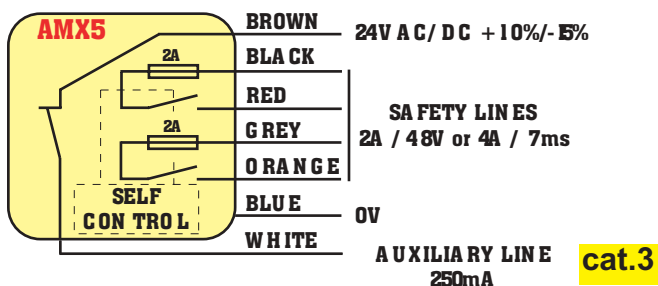 AMX5
BROWN
24V AC/DC +10%/-15%
2A
BLACK
RED
SAFETY LINES
2A / 48V or 4A / 7ms
2A
GREY
ORANGE
SELF
CONTROL
BLUE
0V
WHITE
AUXILIARY LINE
250mA
cat.3